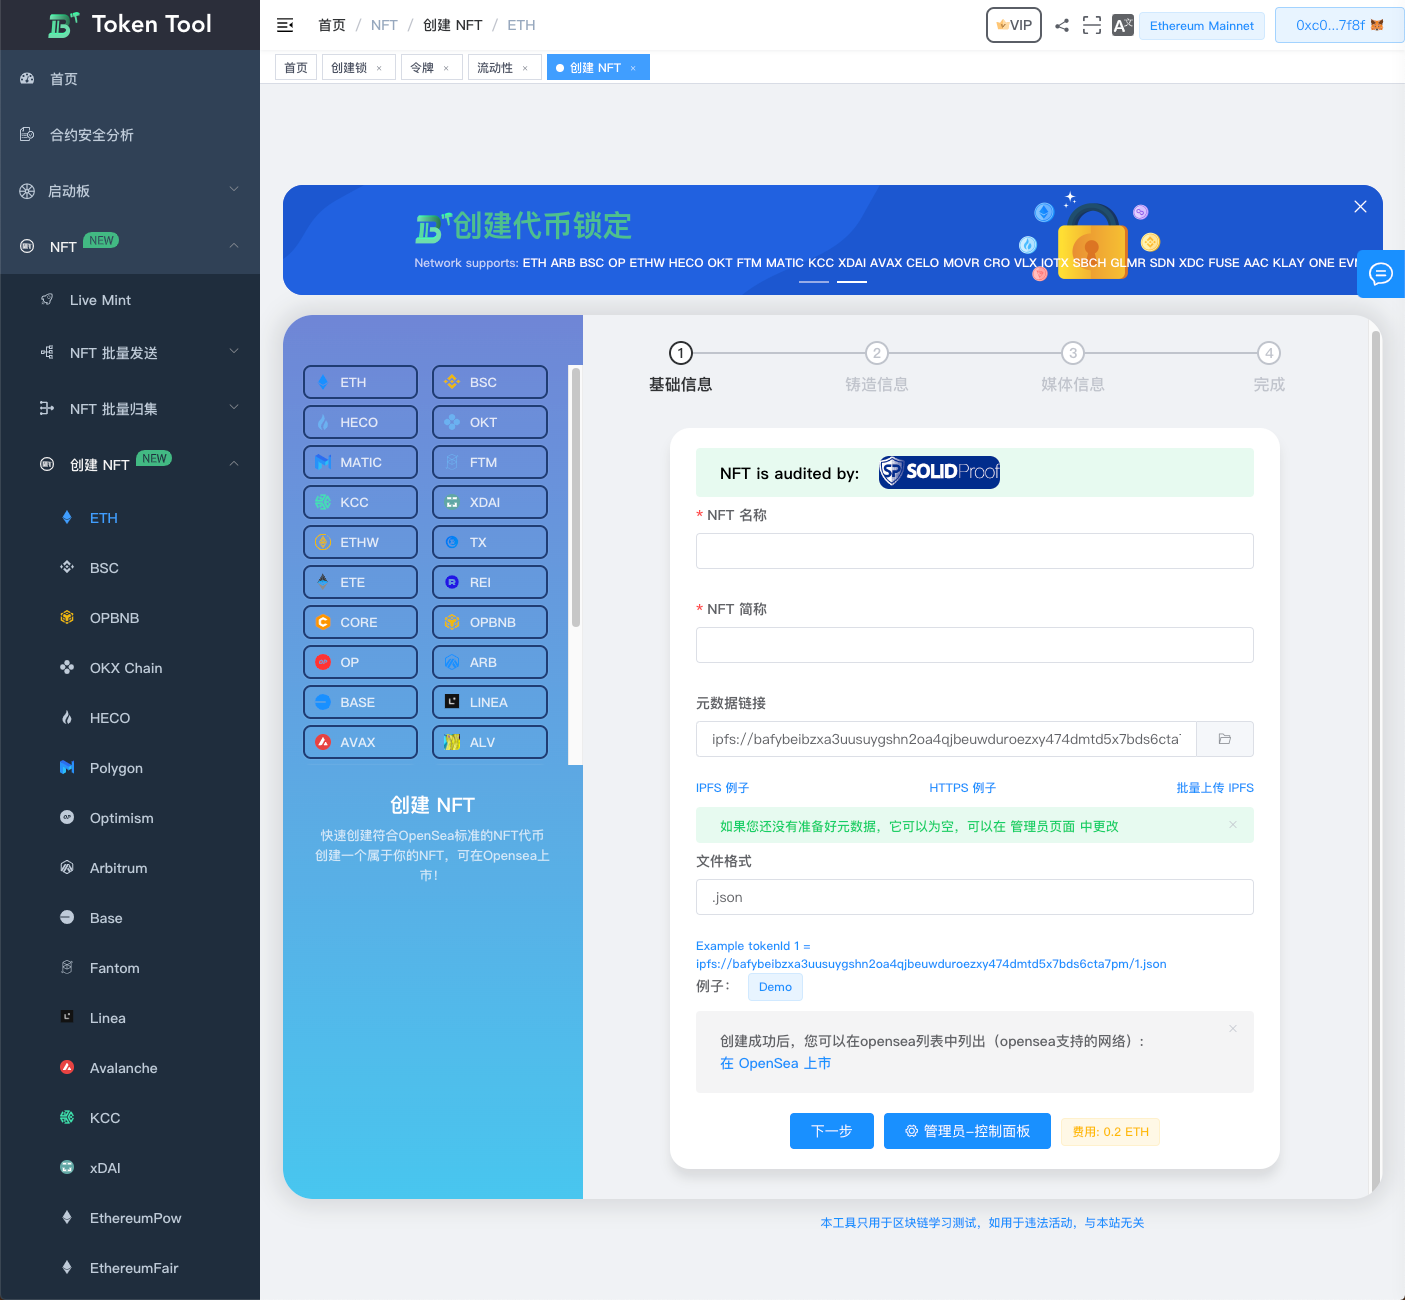 Token Tool
首页
合约安全分析
启动板
NFT NEW
Live Mint
NFT 批量发送
NFT 批量归集
创建 NFT NEW
ETH
BSC
OPBNB
OKX Chain
HECO
Polygon
Optimism
Arbitrum
Base
Fantom
Linea
Avalanche
KCC
xDAI
EthereumPow
EthereumFair
首页 / NFT / 创建 NFT / ETH
VIP
Ethereum Mainnet
0xc0...7f8f
首页
创建锁 ×
令牌 ×
流动性 ×
创建 NFT ×
创建代币锁定
Network supports: ETH ARB BSC OP ETHW HECO OKT FTM MATIC KCC XDAI AVAX CELO MOVR CRO VLX IOTX SBCH GLMR SDN XDC FUSE AAC KLAY ONE EVM
ETH
BSC
HECO
OKT
MATIC
FTM
KCC
XDAI
ETHW
TX
ETE
REI
CORE
OPBNB
OP
ARB
BASE
LINEA
AVAX
ALV
创建 NFT
快速创建符合OpenSea标准的NFT代币
创建一个属于你的NFT，可在Opensea上
市！
1
2
3
4
基础信息
铸造信息
媒体信息
完成
NFT is audited by: SOLIDProof
* NFT 名称
* NFT 简称
元数据链接
ipfs://bafybeibzxa3uusuygshn2oa4qjbeuwduroezxy474dmtd5x7bds6cta7
IPFS 例子
HTTPS 例子
批量上传 IPFS
如果您还没有准备好元数据，它可以为空，可以在 管理员页面 中更改
文件格式
.json
Example tokenId 1 =
ipfs://bafybeibzxa3uusuygshn2oa4qjbeuwduroezxy474dmtd5x7bds6cta7pm/1.json
例子： Demo
创建成功后，您可以在opensea列表中列出（opensea支持的网络）:
在 OpenSea 上市
下一步
管理员-控制面板
费用: 0.2 ETH
本工具只用于区块链学习测试，如用于违法活动，与本站无关